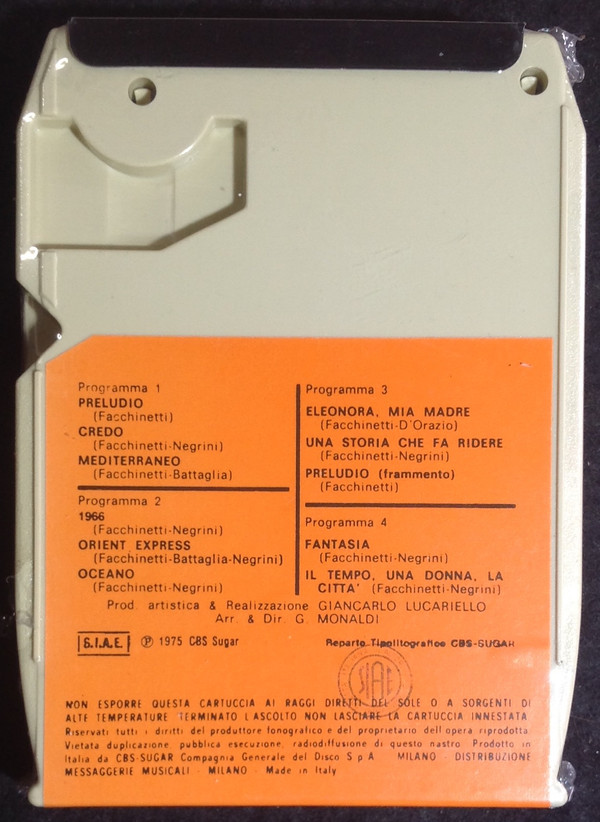 Programma 1
PRELUDIO
(Facchinetti)
CREDO
(Facchinetti-Negrini)
MEDITERRANEO
(Facchinetti-Battaglia)
Programma 2
1966
(Facchinetti-Negrini)
ORIENT EXPRESS
(Facchinetti-Battaglia-Negrini)
OCEANO
(Facchinetti-Negrini)
Programma 3
ELEONORA, MIA MADRE
(Facchinetti-D'Orazio)
UNA STORIA CHE FA RIDERE
(Facchinetti-Negrini)
PRELUDIO (frammento)
(Facchinetti)
Programma 4
FANTASIA
(Facchinetti-Negrini)
IL TEMPO, UNA DONNA, LA
CITTA' (Facchinetti-Negrini)
Prod. artistica & Realizzazione GIANCARLO LUCARIELLO
Arr. & Dir. G. MONALDI
S.I.A.E. Ⓟ 1975 CBS Sugar
Reparto Tipolitografico CBS-SUGAR
SIAE
NON ESPORRE QUESTA CARTUCCIA AI RAGGI DIRETTI DEL SOLE O A SORGENTI DI
ALTE TEMPERATURE TERMINATO L'ASCOLTO NON LASCIARE LA CARTUCCIA INNESTATA
Riservati tutti i diritti del produttore fonografico e del proprietario dell'opera riprodotta
Vietata duplicazione, pubblica esecuzione, radiodiffusione di questo nastro. Prodotto in
Italia da CBS-SUGAR Compagnia Generale del Disco S.p.A. MILANO - DISTRIBUZIONE
MESSAGGERIE MUSICALI - MILANO - Made in Italy